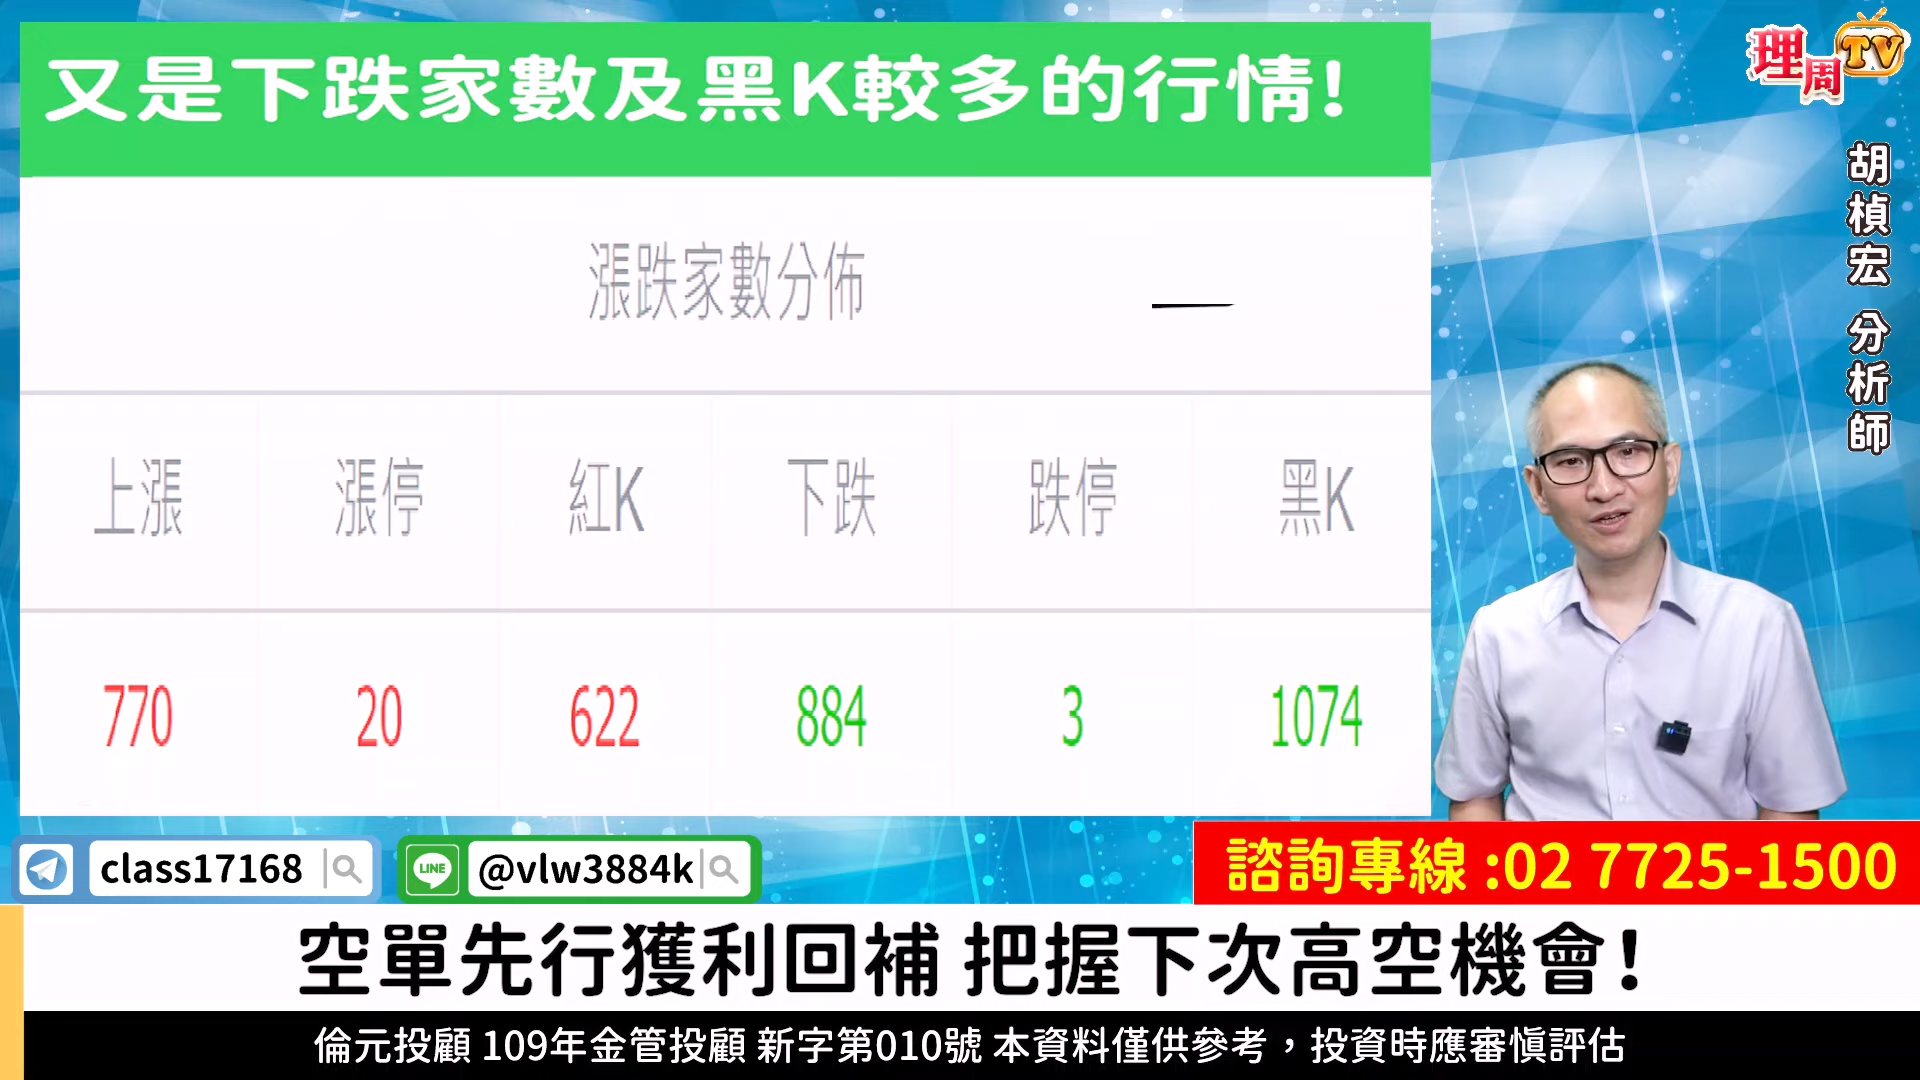 又是下跌家數及黑K較多的行情!
理周TV
胡楨宏 分析師
漲跌家數分佈
上漲 漲停 紅K 下跌 跌停 黑K
770 20 622 884 3 1074
class17168
LINE @vlw3884k
諮詢專線 :02 7725-1500
空單先行獲利回補 把握下次高空機會!
倫元投顧 109年金管投顧 新字第010號 本資料僅供參考，投資時應審慎評估